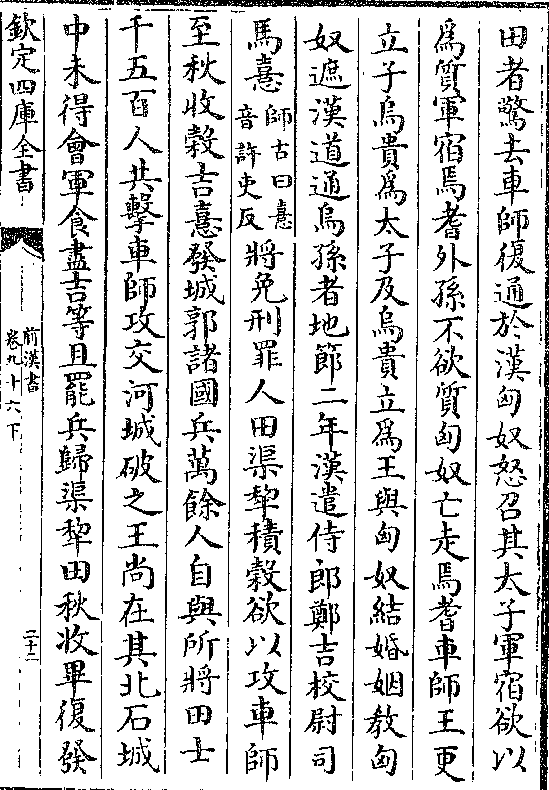 田者驚去車師復通於漢匈奴怒召其太子軍宿欲以
為質軍宿焉耆外孫不欲質匈奴亡走焉耆車師王更
立子烏貴為太子及烏貴立為王與匈奴結婚姻教匈
奴遮漢道通烏孫者地節二年漢遣侍郎鄭吉校尉司
馬憙師古曰憙音許吏反將免刑罪人田渠犂積榖欲以攻車師
至秋收榖吉憙發城郭諸國兵萬餘人自與所將田士
千五百人共擊車師攻交河城破之王尚在其北石城
中未得會軍食盡吉等且罷兵歸渠犂田秋收畢復發
欽定四庫全書
前漢書
卷九十六下
二十二